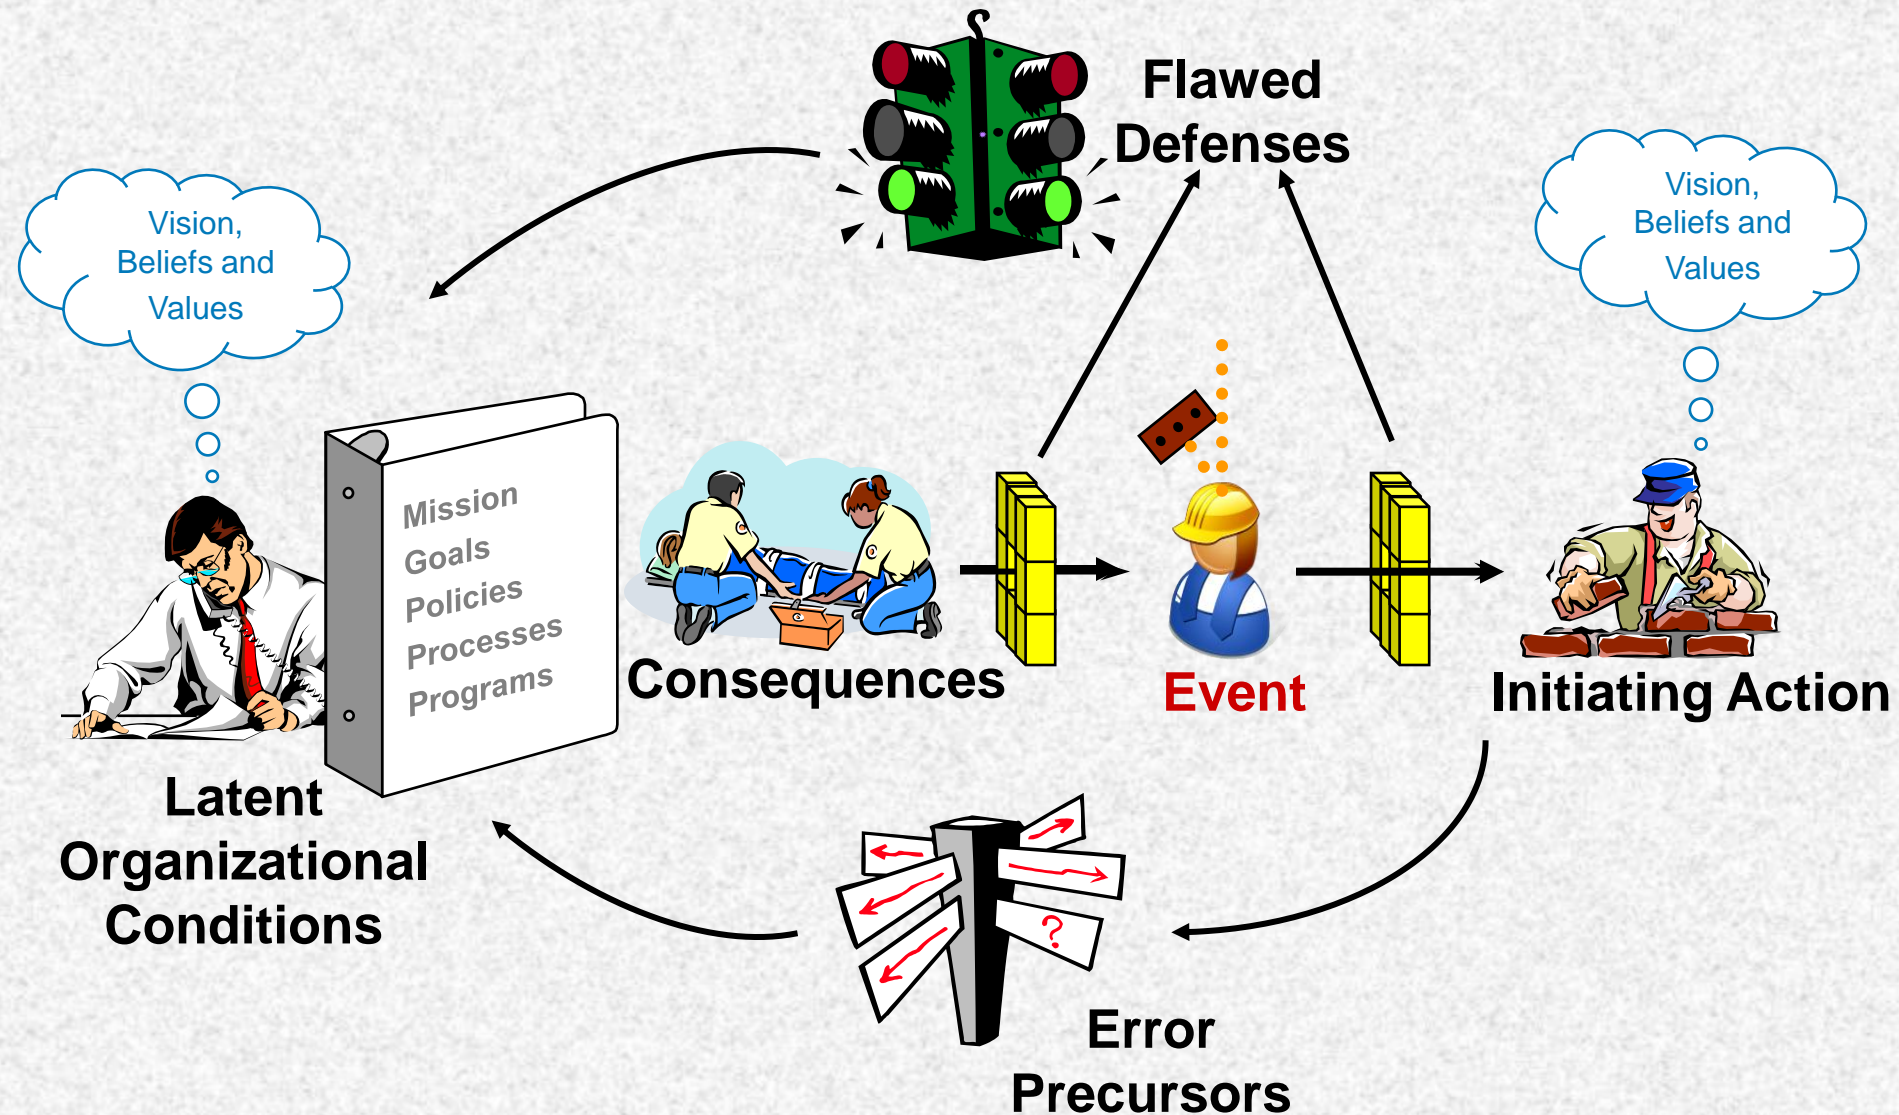 Flawed
Defenses
Vision,
Beliefs and
Values
Vision,
Beliefs and
Values
Mission
Goals
Policies
Processes
Programs
Consequences
Event
Initiating Action
Latent
Organizational
Conditions
?
Error
Precursors